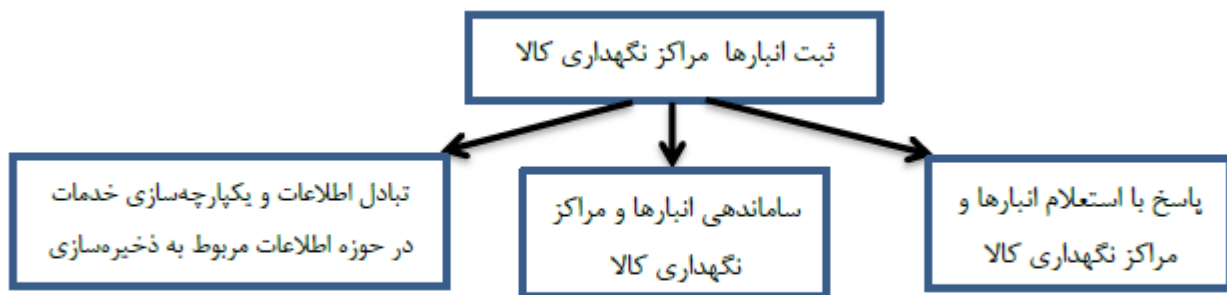 ثبت انبارها مراکز نگهداری کالا
پاسخ با استعلام انبارها و
مراکز نگهداری کالا
ساماندهی انبارها و مراکز
نگهداری کالا
تبادل اطلاعات و یکپارچه‌سازی خدمات
در حوزه اطلاعات مربوط به ذخیره‌سازی